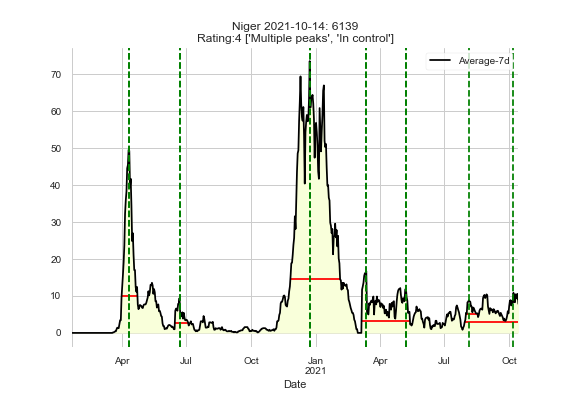 Niger 2021-10-14: 6139
Rating:4 ['Multiple peaks', 'In control']
Average-7d
70
60
50
40
30
20
10
0
Apr Jul Oct Jan Apr Jul Oct
2021
Date